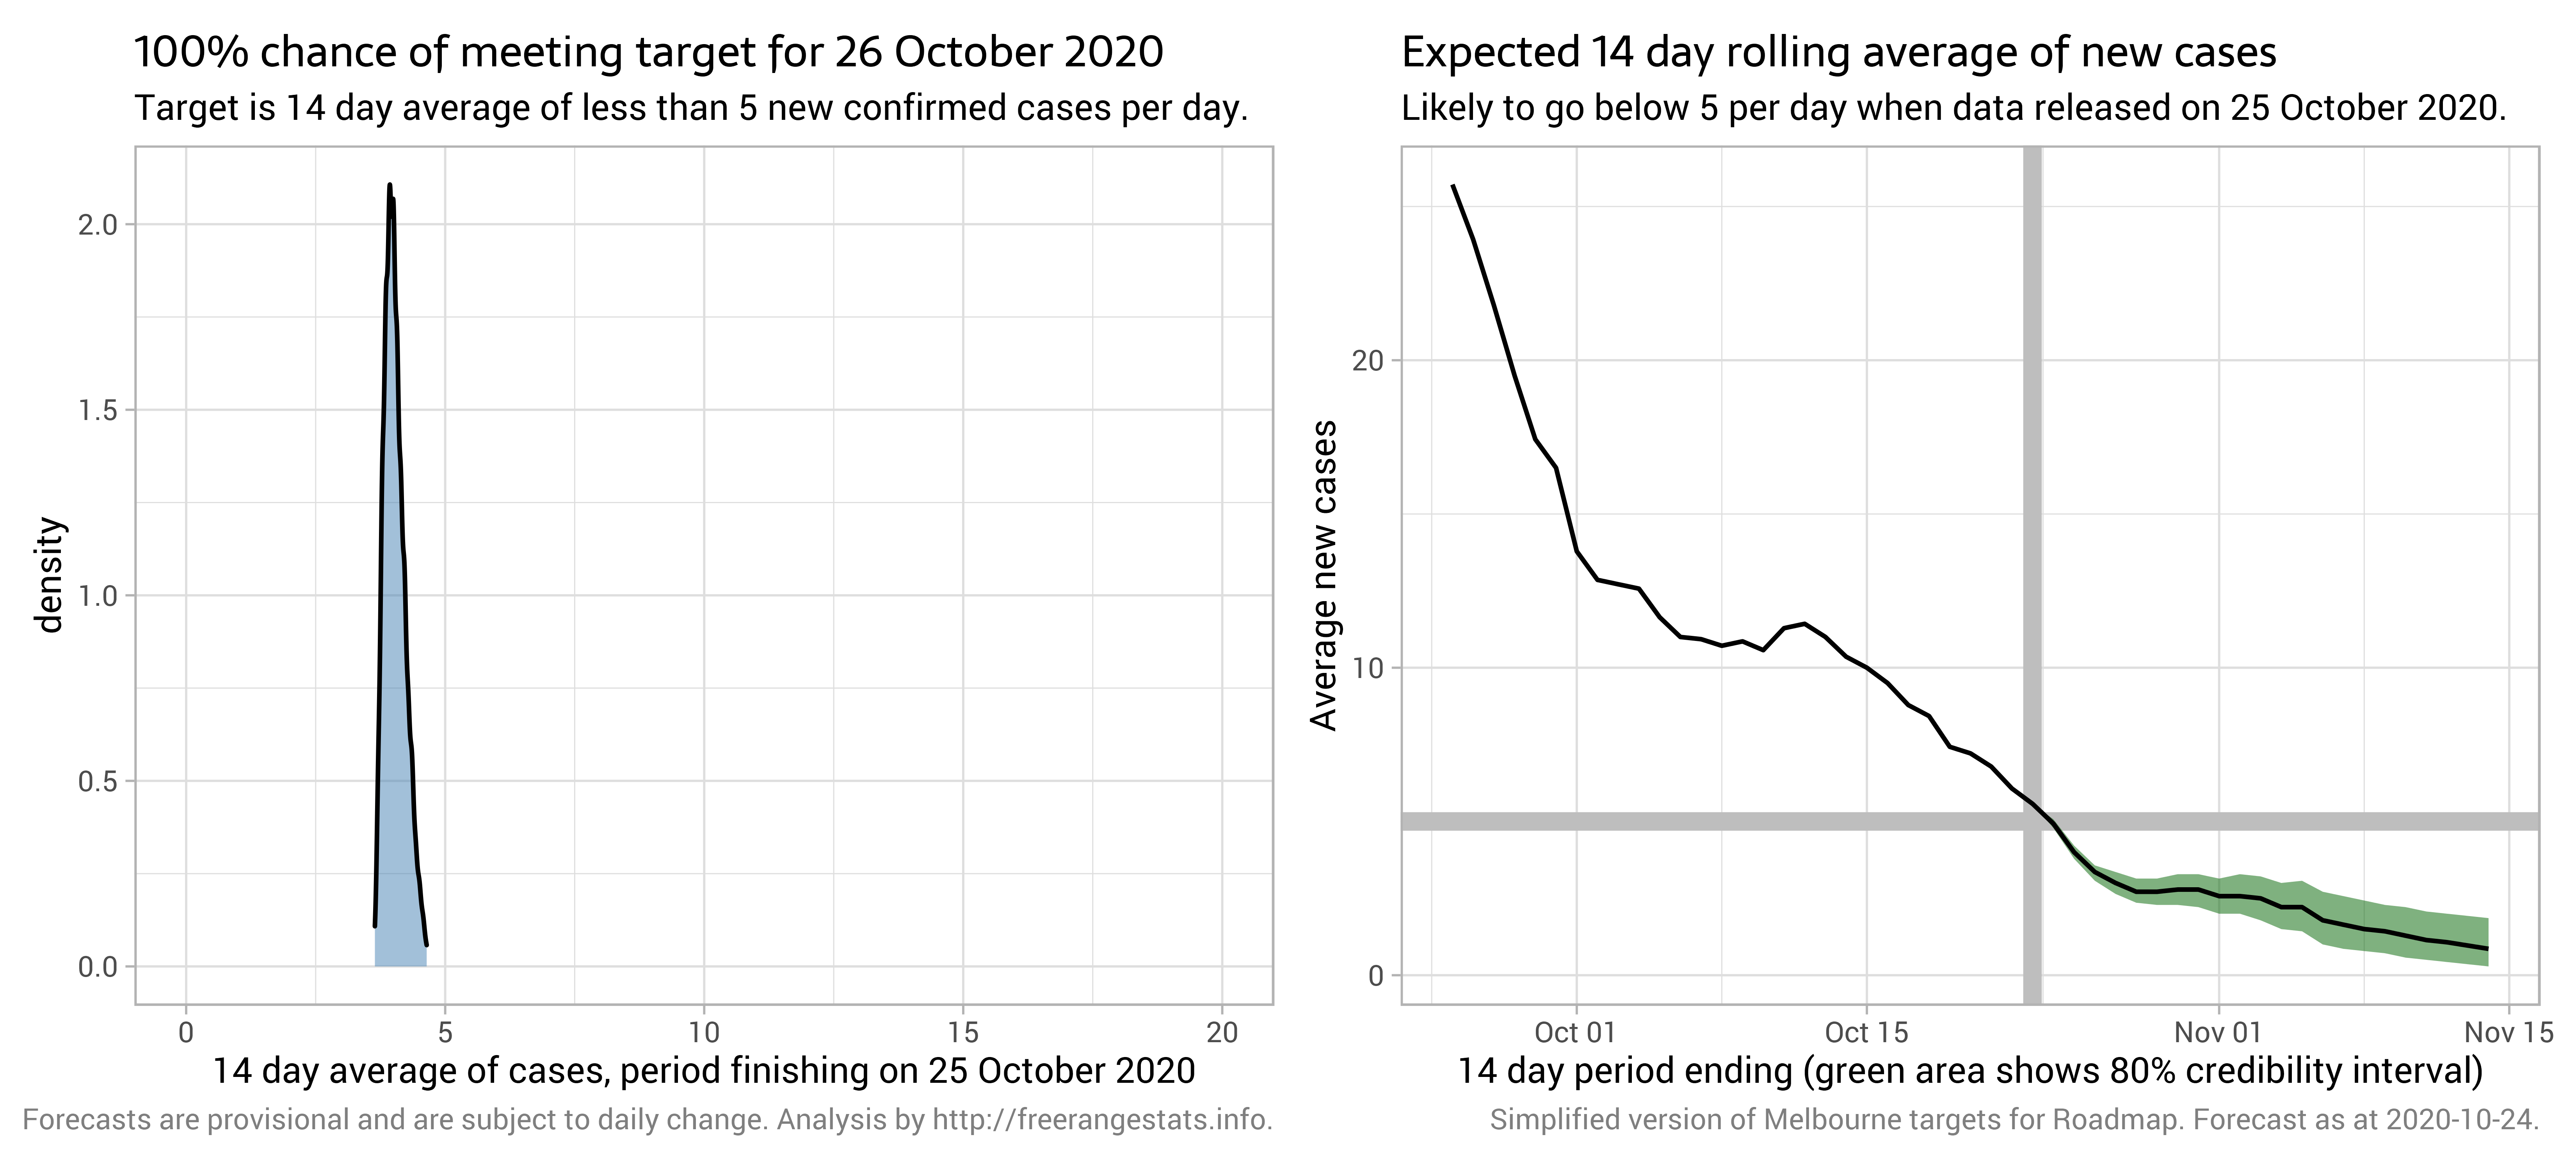 100% chance of meeting target for 26 October 2020
Target is 14 day average of less than 5 new confirmed cases per day.
density
2.0
1.5
1.0
0.5
0.0
0 5 10 15 20
14 day average of cases, period finishing on 25 October 2020
Forecasts are provisional and are subject to daily change. Analysis by http://freerangestats.info.
Expected 14 day rolling average of new cases
Likely to go below 5 per day when data released on 25 October 2020.
Average new cases
20
10
0
Oct 01 Oct 15 Nov 01 Nov 15
14 day period ending (green area shows 80% credibility interval)
Simplified version of Melbourne targets for Roadmap. Forecast as at 2020-10-24.